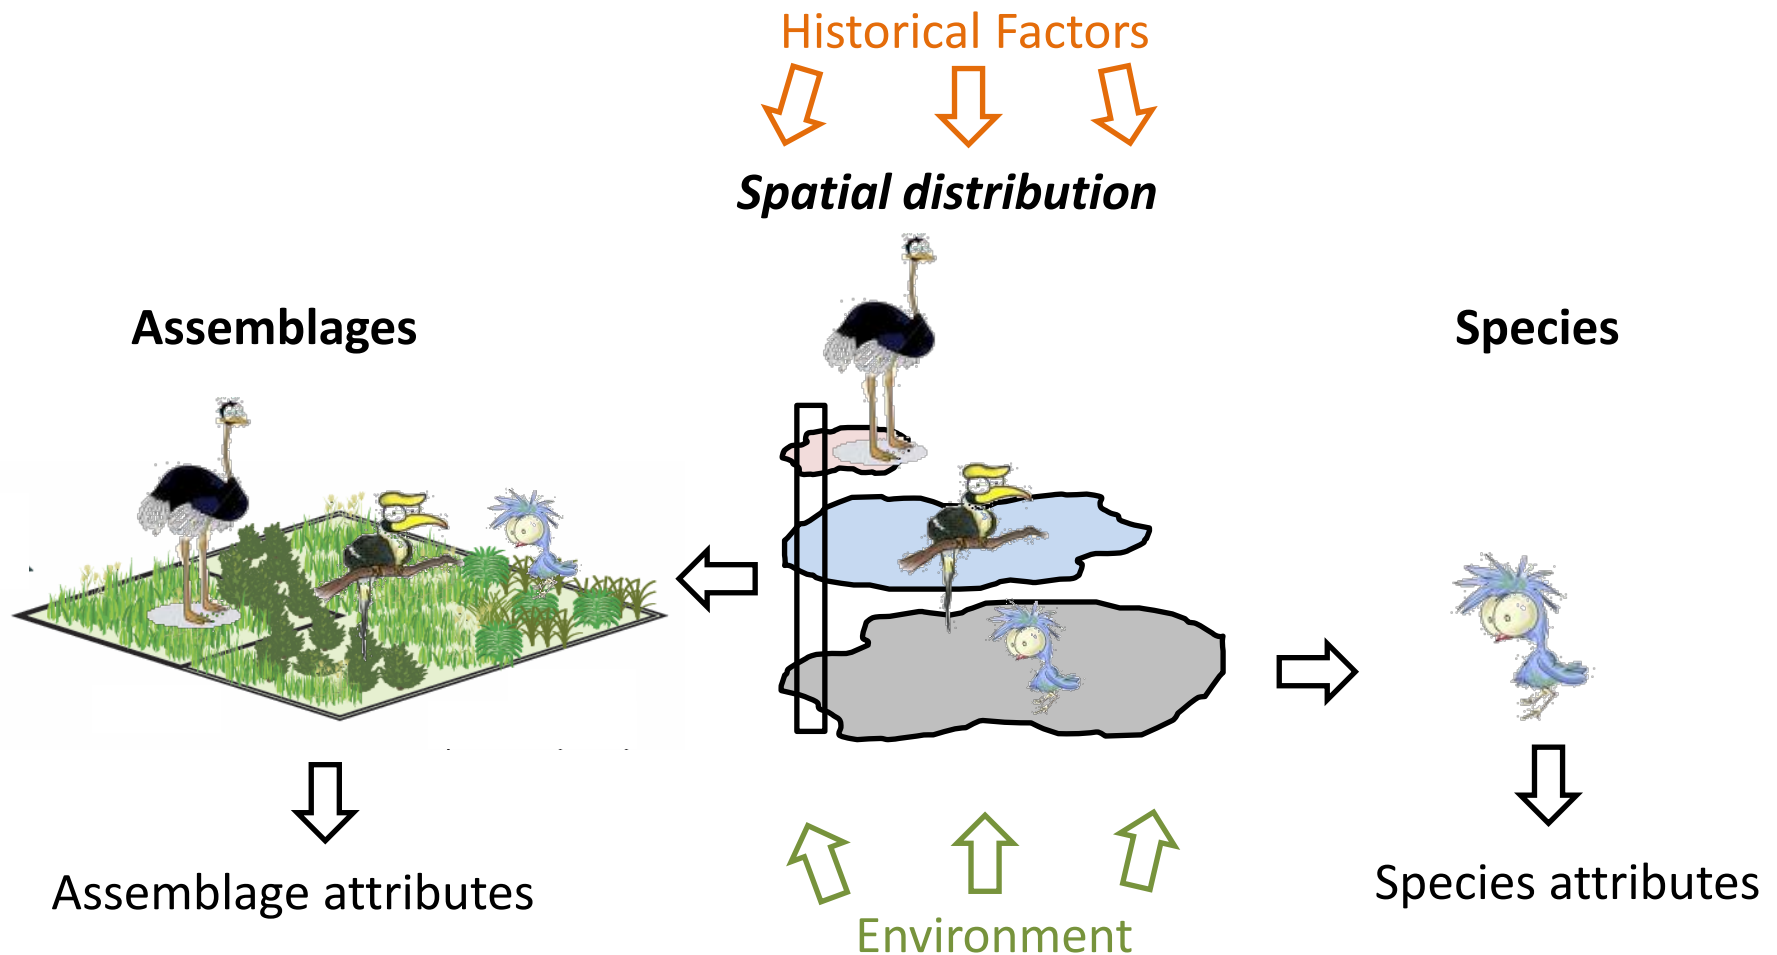 Historical Factors
Spatial distribution
Assemblages
Species
Assemblage attributes
Species attributes
Environment